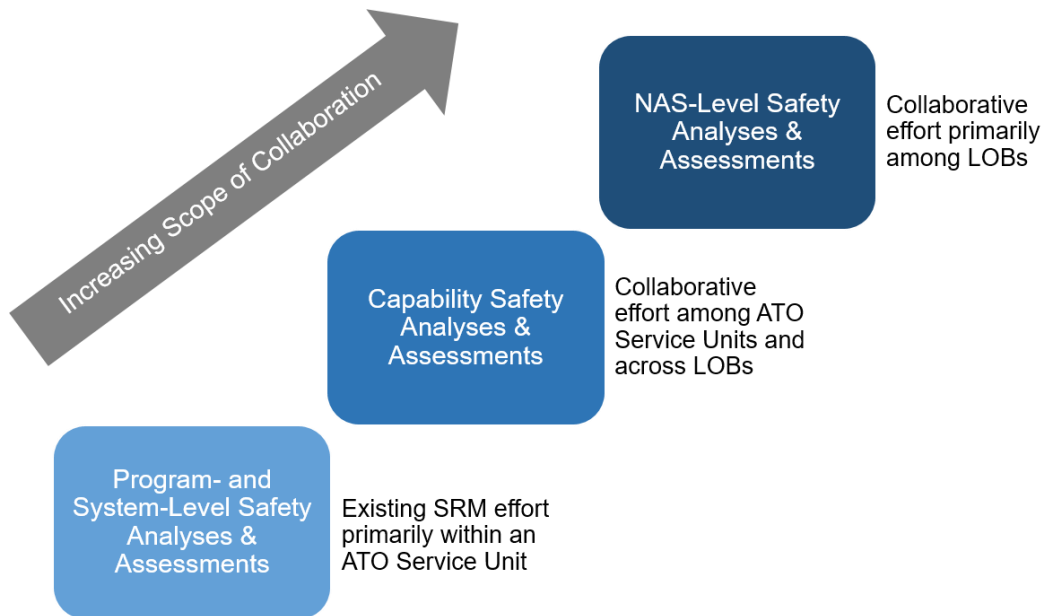 Increasing Scope of Collaboration
NAS-Level Safety
Analyses &
Assessments
Collaborative
effort primarily
among LOBs
Capability Safety
Analyses &
Assessments
Collaborative
effort among ATO
Service Units and
across LOBs
Program- and
System-Level Safety
Analyses &
Assessments
Existing SRM effort
primarily within an
ATO Service Unit